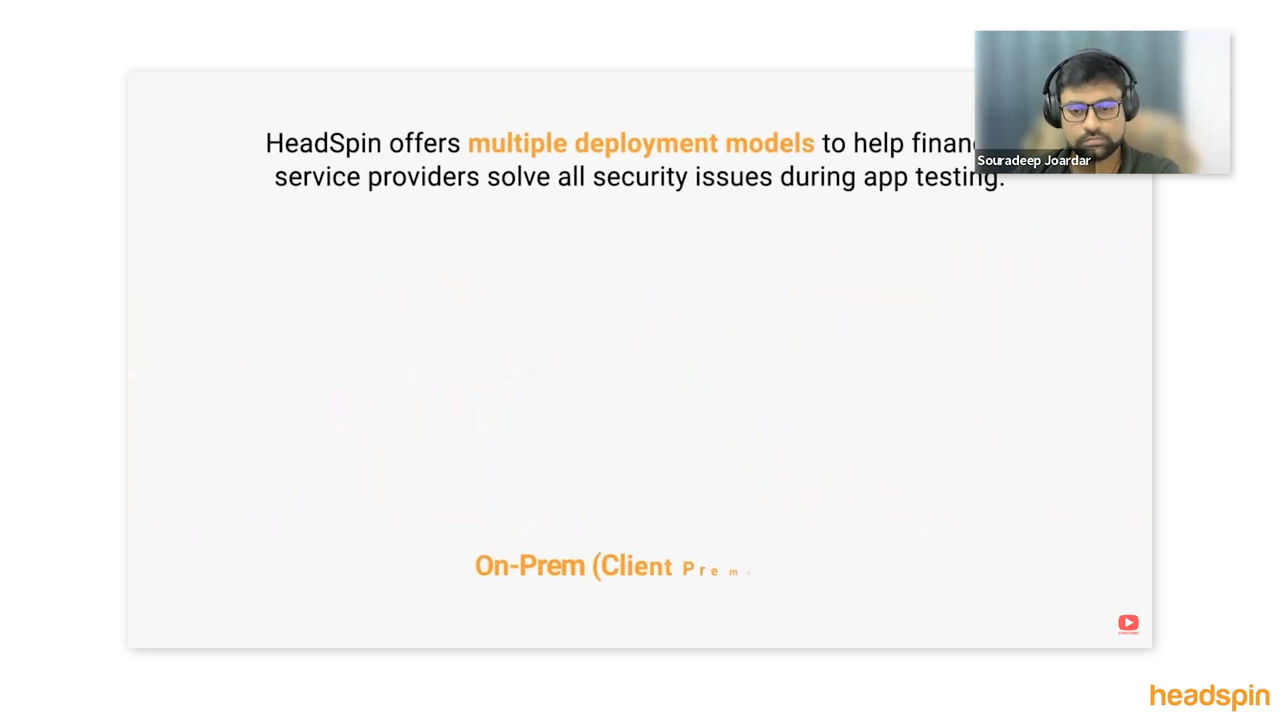 HeadSpin offers multiple deployment models to help financ
service providers solve all security issues during app testing.
Souradeep Joardar
On-Prem (Client Prem
headspin